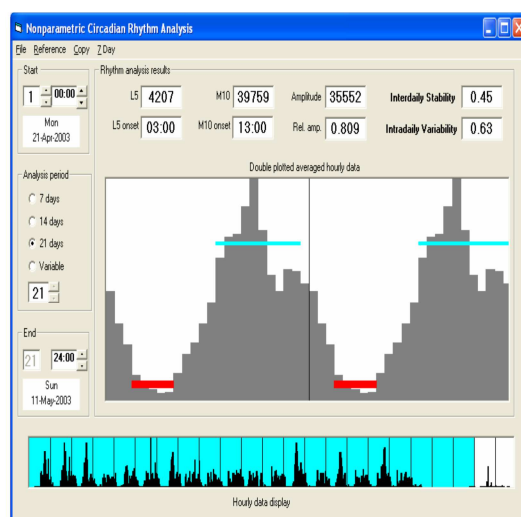 Nonparametric Circadian Rhythm Analysis
File Reference Copy 7 Day
Start
1 00:00
Mon
21-Apr-2003
Analysis period
7 days
14 days
21 days
Variable
21
End
21 24:00
Sun
11-May-2003
Rhythm analysis results
L5 4207 M10 39759 Amplitude 35552 Interdaily Stability 0.45
L5 onset 03:00 M10 onset 13:00 Rel. amp. 0.809 Intradaily Variability 0.63
Double plotted averaged hourly data
Hourly data display